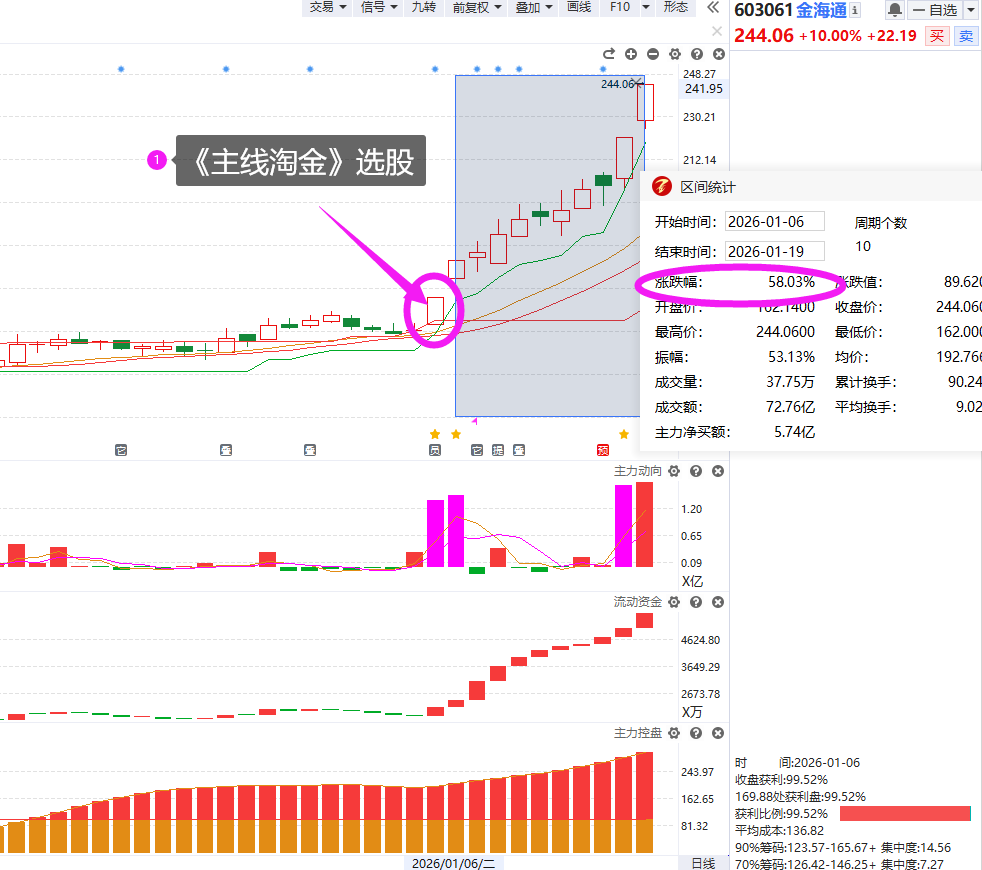 交易 信号 九转 前复权 叠加 画线 F10 形态
603061金海通
自选
244.06 +10.00% +22.19 买 卖
248.27
241.95
230.21
212.14
244.06
1
《主线淘金》选股
区间统计
开始时间: 2026-01-06 周期个数
结束时间: 2026-01-19 10
涨跌幅: 58.03% 涨跌值: 89.620
开盘价: 162.1400 收盘价: 244.060
最高价: 244.0600 最低价: 162.000
振幅: 53.13% 均价: 192.766
成交量: 37.75万 累计换手: 90.24
成交额: 72.76亿 平均换手: 9.02
主力净买额: 5.74亿
预
主力动向
1.20
0.65
0.09
X亿
流动资金
4624.80
3649.29
2673.78
X万
主力控盘
243.97
162.65
81.32
时 间:2026-01-06
收盘获利:99.52%
169.88处获利盘:99.52%
获利比例:99.52%
平均成本:136.82
90%筹码:123.57-165.67+ 集中度:14.56
70%筹码:126.42-146.25+ 集中度:7.27
2026/01/06/二
日线